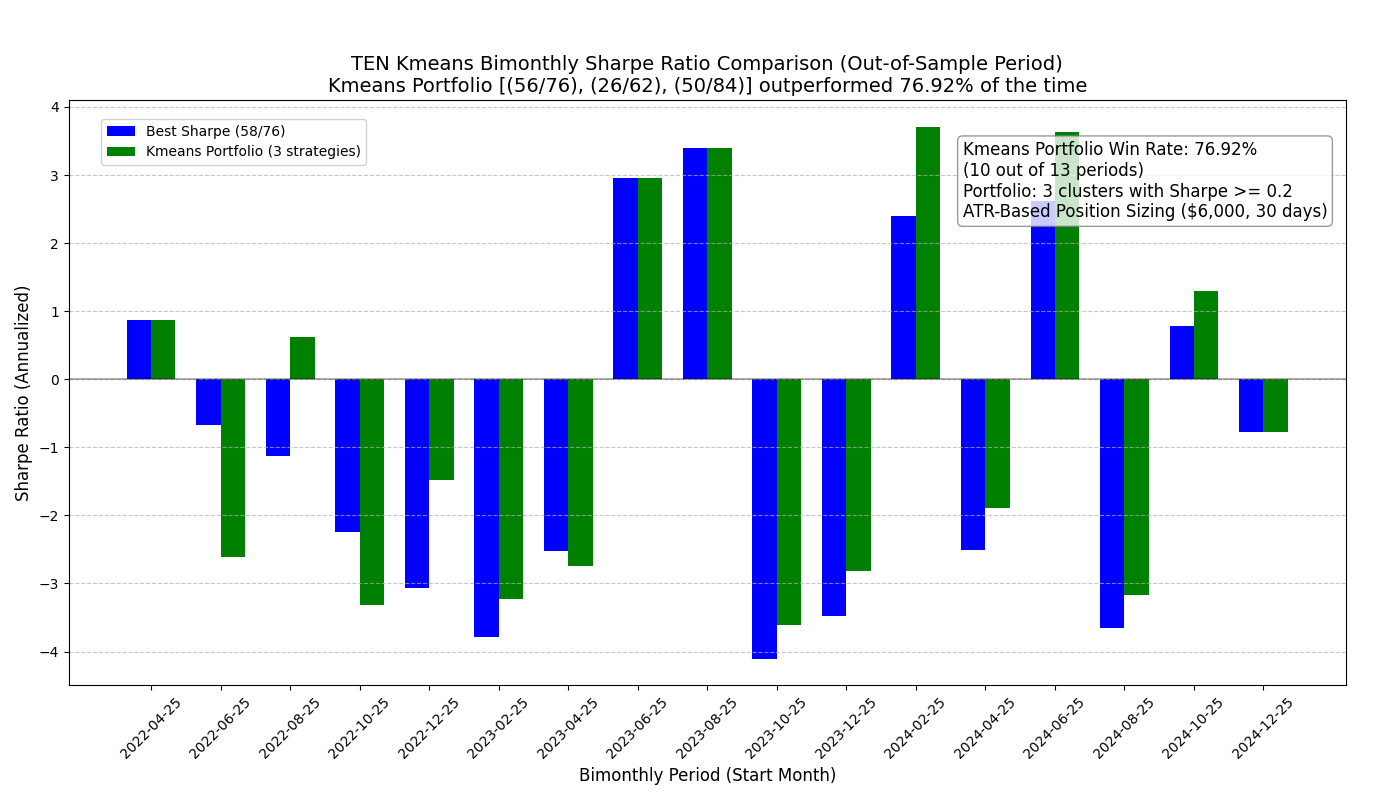 TEN Kmeans Bimonthly Sharpe Ratio Comparison (Out-of-Sample Period)
Kmeans Portfolio [(56/76), (26/62), (50/84)] outperformed 76.92% of the time
Best Sharpe (58/76)
Kmeans Portfolio (3 strategies)
Kmeans Portfolio Win Rate: 76.92%
(10 out of 13 periods)
Portfolio: 3 clusters with Sharpe >= 0.2
ATR-Based Position Sizing ($6,000, 30 days)
Sharpe Ratio (Annualized)
4
3
2
1
0
−1
−2
−3
−4
2022-04-25
2022-06-25
2022-08-25
2022-10-25
2022-12-25
2023-02-25
2023-04-25
2023-06-25
2023-08-25
2023-10-25
2023-12-25
2024-02-25
2024-04-25
2024-06-25
2024-08-25
2024-10-25
2024-12-25
Bimonthly Period (Start Month)